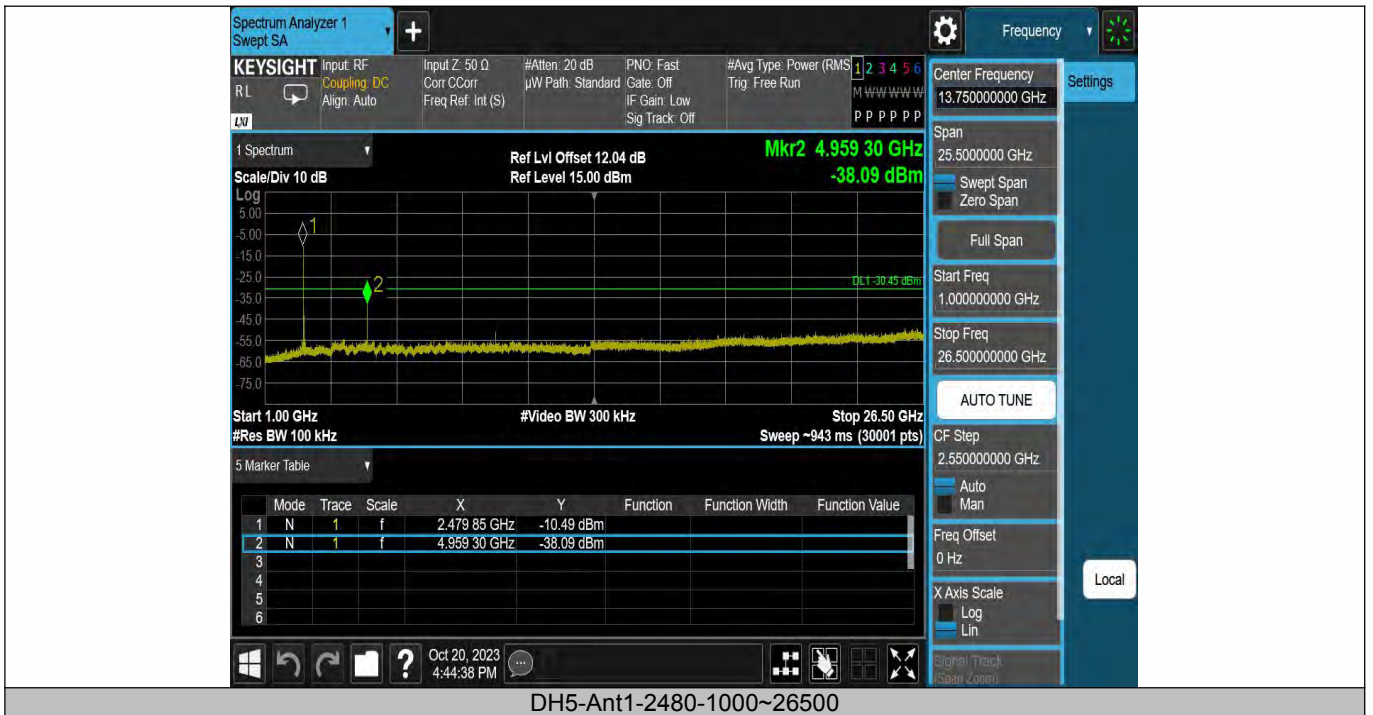 Spectrum Analyzer 1
Swept SA
+
Frequency
KEYSIGHT
RL
LXI
Input: RF
Coupling: DC
Align: Auto
Input Z: 50 Ω
Corr CCorr
Freq Ref: Int (S)
#Atten: 20 dB
µW Path: Standard
PNO: Fast
Gate: Off
IF Gain: Low
Sig Track: Off
#Avg Type: Power (RMS
Trig: Free Run
1 2 3 4 5 6
M W W W W W
P P P P P P
1 Spectrum
Scale/Div 10 dB
Ref Lvl Offset 12.04 dB
Ref Level 15.00 dBm
Mkr2 4.959 30 GHz
-38.09 dBm
Log
5.00
-5.00
-15.0
-25.0
-35.0
-45.0
-55.0
-65.0
-75.0
1
2
DL1 -30.45 dBm
Start 1.00 GHz
#Video BW 300 kHz
Stop 26.50 GHz
#Res BW 100 kHz
Sweep ~943 ms (30001 pts)
5 Marker Table
Mode Trace Scale X Y Function Function Width Function Value
1 N 1 f 2.479 85 GHz -10.49 dBm
2 N 1 f 4.959 30 GHz -38.09 dBm
3
4
5
6
Oct 20, 2023
4:44:38 PM
?
Center Frequency
13.750000000 GHz
Settings
Span
25.5000000 GHz
Swept Span
Zero Span
Full Span
Start Freq
1.000000000 GHz
Stop Freq
26.500000000 GHz
AUTO TUNE
CF Step
2.550000000 GHz
Auto
Man
Freq Offset
0 Hz
X Axis Scale
Log
Lin
Local
Signal Track
(Span Zoom)
DH5-Ant1-2480-1000~26500